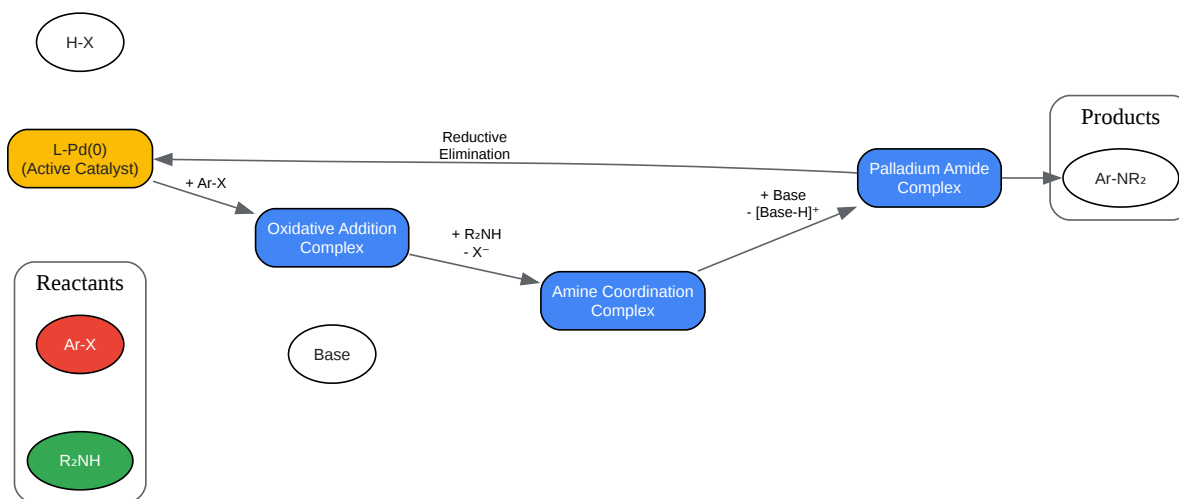 H-X
L-Pd(0)
(Active Catalyst)
Reductive
Elimination
Products
Palladium Amide
Complex
Ar-NR₂
+ Ar-X
+ Base
- [Base-H]⁺
Oxidative Addition
Complex
+ R₂NH
- X⁻
Amine Coordination
Complex
Reactants
Ar-X
Base
R₂NH